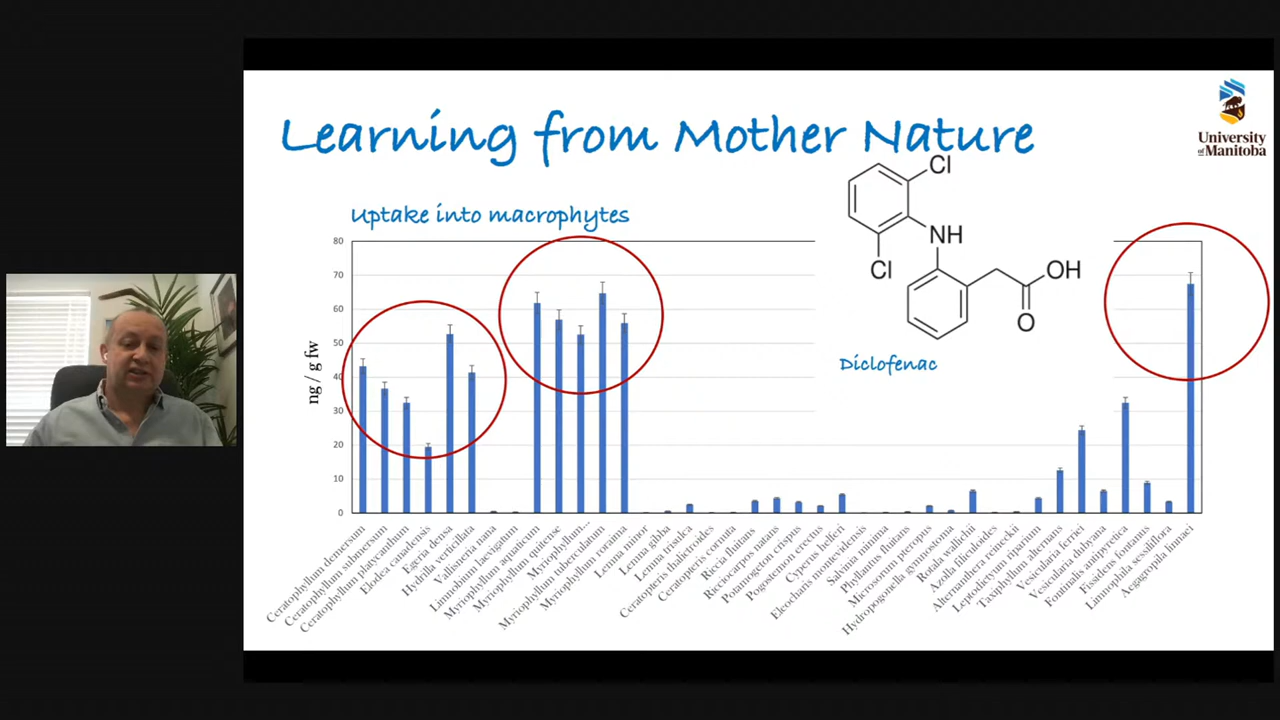 Learning from Mother Nature
University
of Manitoba
Uptake into macrophytes
Cl
NH
Cl
OH
O
Diclofenac
ng / g fw
80
70
60
50
40
30
20
10
0
Ceratophyllum demersum
Ceratophyllum submersum
Ceratophyllum platycanthum
Elodea canadensis
Egeria densa
Hydrilla verticillata
Vallisneria nana
Limnobium laevigatum
Myriophyllum aquaticum
Myriophyllum quitense
Myriophyllum...
Myriophyllum tuberculatum
Myriophyllum roraima
Lemna minor
Lemna gibba
Lemna trisulca
Ceratopteris thalictroides
Ceratopteris cornuta
Riccia fluitans
Ricciocarpus natans
Potamogeton crispus
Pogostemon erectus
Cyperus helferi
Eleocharis montevidensis
Salvinia minima
Phyllanthus fluitans
Microsorum pteropus
Hydropogonella gymnostoma
Rotala wallichii
Azolla filiculoides
Alternanthera reineckii
Leptodictyum riparium
Taxiphyllum alternans
Vesicularia ferriei
Vesicularia dubyana
Fontinalis antipyretica
Fissidens fontanus
Limnophila sessiliflora
Aegagropila linnaei